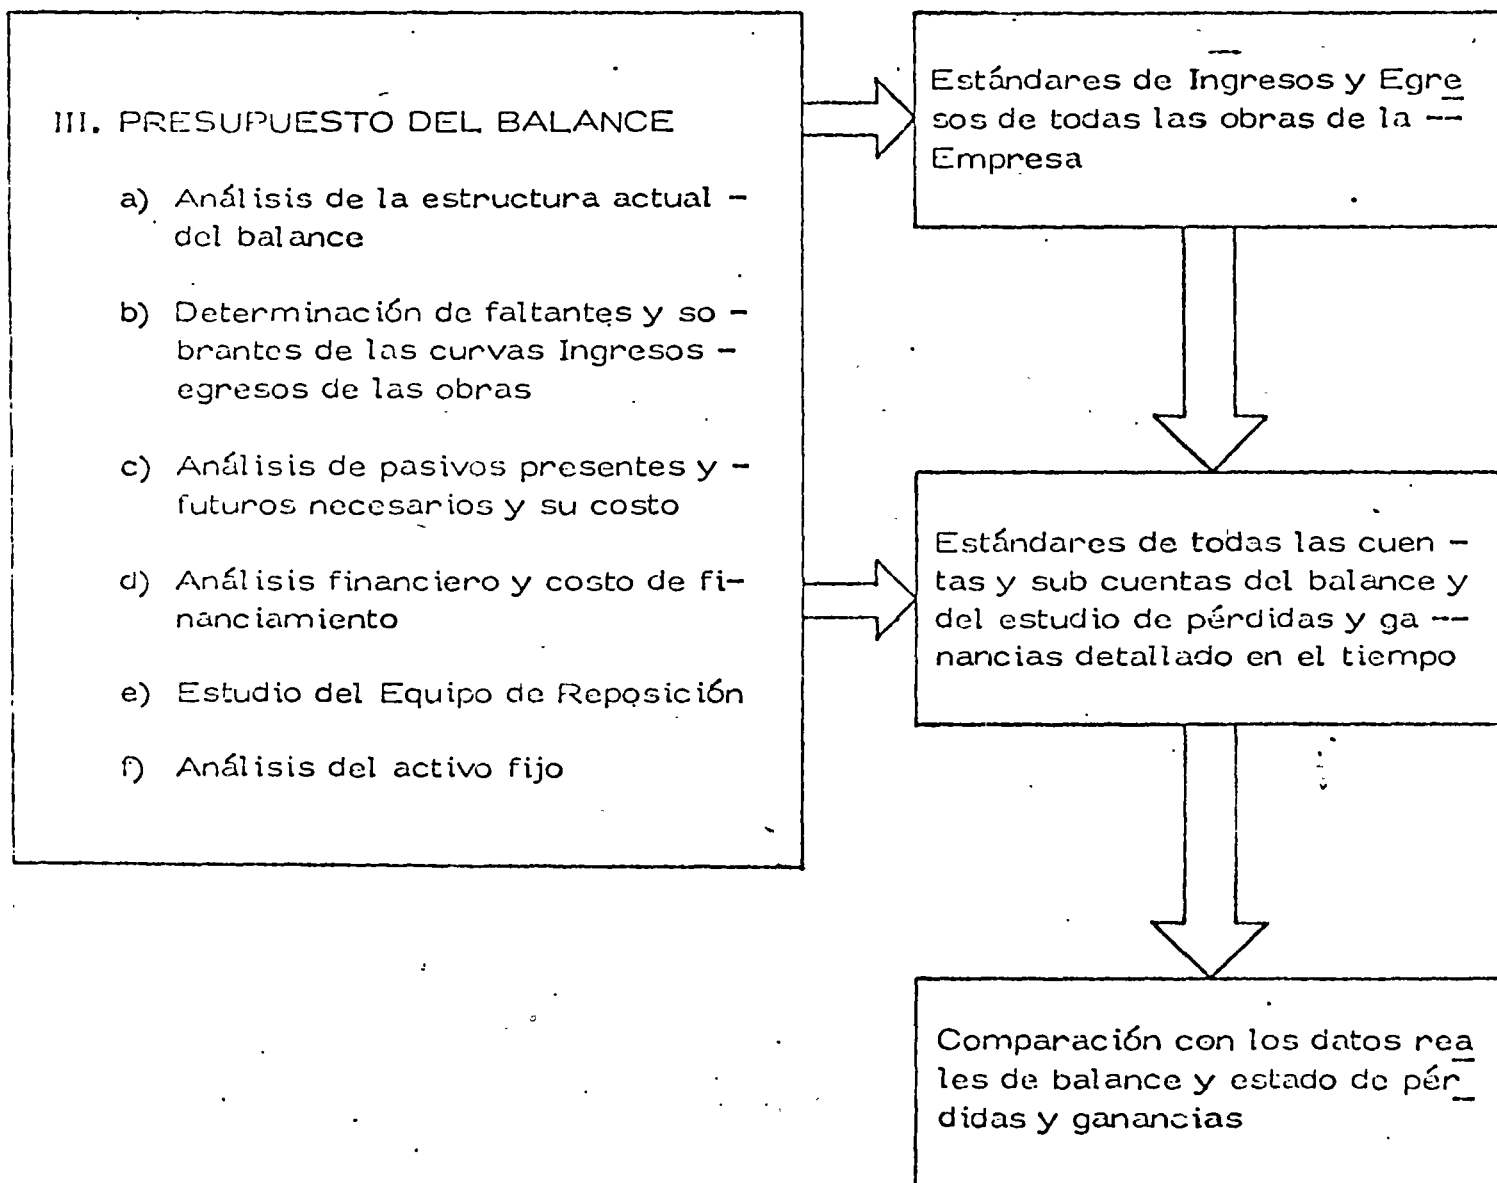 III. PRESUPUESTO DEL BALANCE
a) Análisis de la estructura actual -
del balance
b) Determinación de faltantes y so -
brantes de las curvas Ingresos -
egresos de las obras
c) Análisis de pasivos presentes y -
futuros necesarios y su costo
d) Análisis financiero y costo de fi-
nanciamiento
e) Estudio del Equipo de Reposición
f) Análisis del activo fijo
Estándares de Ingresos y Egre
sos de todas las obras de la --
Empresa
Estándares de todas las cuen -
tas y sub cuentas del balance y
del estudio de pérdidas y ga --
nancias detallado en el tiempo
Comparación con los datos rea
les de balance y estado de pér
didas y ganancias